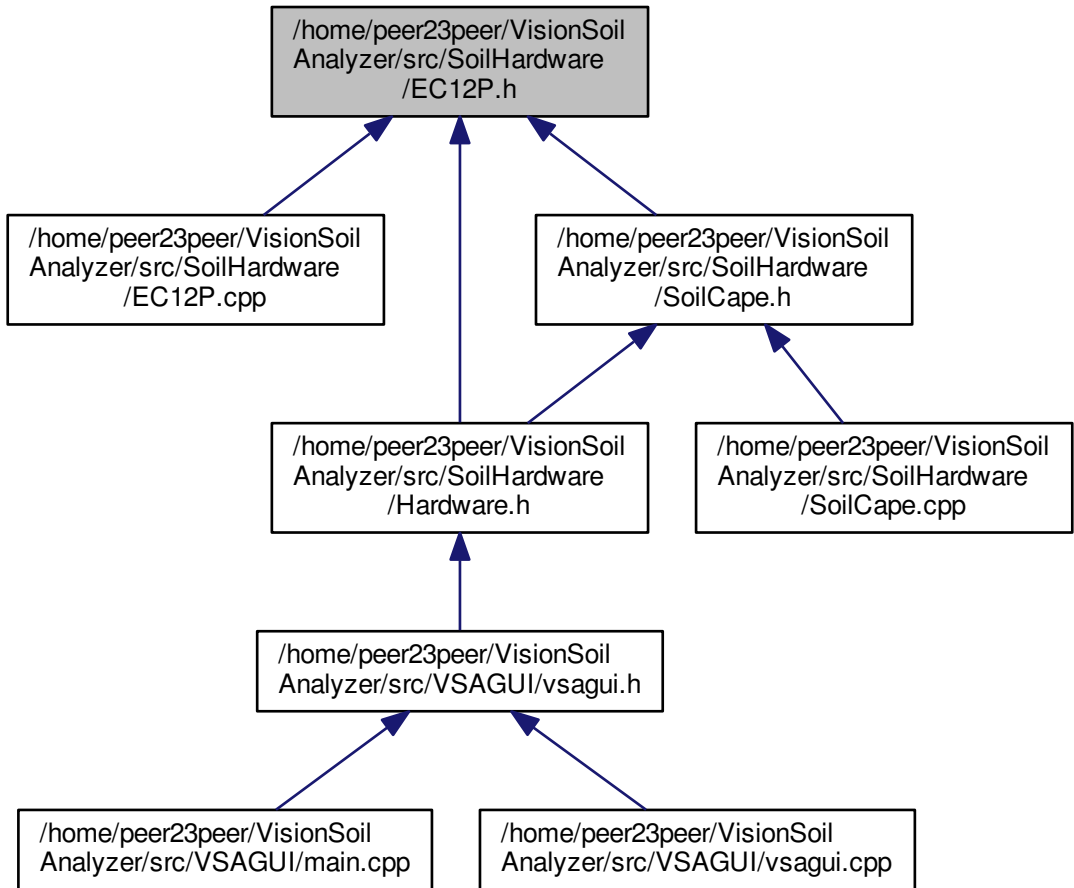 /home/peer23peer/VisionSoil
Analyzer/src/SoilHardware
/EC12P.h
/home/peer23peer/VisionSoil
Analyzer/src/SoilHardware
/EC12P.cpp
/home/peer23peer/VisionSoil
Analyzer/src/SoilHardware
/SoilCape.h
/home/peer23peer/VisionSoil
Analyzer/src/SoilHardware
/Hardware.h
/home/peer23peer/VisionSoil
Analyzer/src/SoilHardware
/SoilCape.cpp
/home/peer23peer/VisionSoil
Analyzer/src/VSAGUI/vsagui.h
/home/peer23peer/VisionSoil
Analyzer/src/VSAGUI/main.cpp
/home/peer23peer/VisionSoil
Analyzer/src/VSAGUI/vsagui.cpp